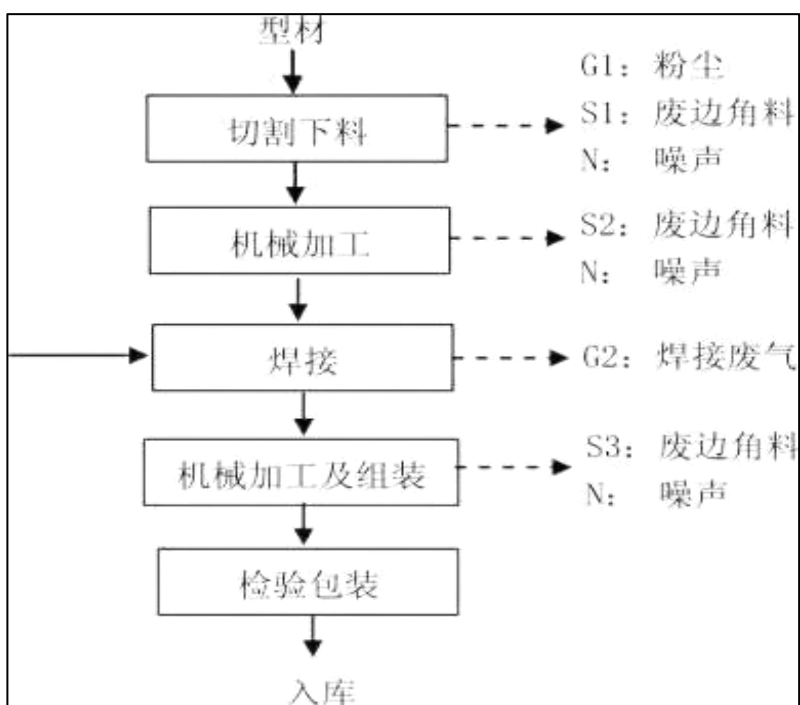 型材
切割下料
G1： 粉尘
S1： 废边角料
N： 噪声
机械加工
S2： 废边角料
N： 噪声
焊接
G2： 焊接废气
机械加工及组装
S3： 废边角料
N： 噪声
检验包装
入库